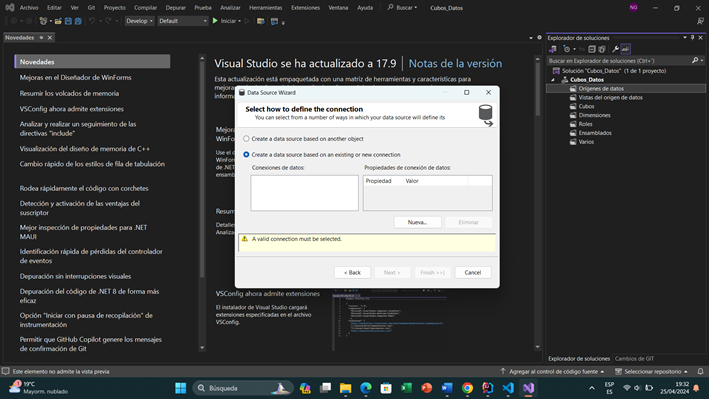 Archivo Editar Ver Git Proyecto Compilar Depurar Prueba Analizar Herramientas Extensiones Ventana Ayuda Buscar Cubos_Datos NG
Develop Default Iniciar
Novedades
Novedades
Mejoras en el Diseñador de WinForms
Resumir los volcados de memoria
VSConfig ahora admite extensiones
Analizar y realizar un seguimiento de las
directivas "include"
Visualización del diseño de memoria de C++
Cambio rápido de los estilos de fila de tabulación
Rodea rápidamente el código con corchetes
Detección y activación de las ventajas del
suscriptor
Mejor inspección de propiedades para .NET
MAUI
Identificación rápida de pérdidas del controlador
de eventos
Depuración sin interrupciones visuales
Depuración del código de .NET 8 de forma más
eficaz
Opción "Iniciar con pausa de recopilación" de
instrumentación
Permitir que GitHub Copilot genere los mensajes
de confirmación de Git
Visual Studio se ha actualizado a 17.9 Notas de la versión
Esta actualización está empaquetada con una matriz de herramientas y características para
Data Source Wizard
Select how to define the connection
You can select from a number of ways in which your data source will define its
Create a data source based on another object
Create a data source based on an existing or new connection
Conexiones de datos: Propiedades de conexión de datos:
Propiedad Valor
Nueva... Eliminar
A valid connection must be selected.
< Back Next > Finish >>| Cancel
VSConfig ahora admite extensiones
El instalador de Visual Studio cargará
extensiones especificadas en el archivo
VSConfig.
Explorador de soluciones
Buscar en Explorador de soluciones (Ctrl+')
Solución "Cubos_Datos" (1 de 1 proyecto)
Cubos_Datos
Orígenes de datos
Vistas del origen de datos
Cubos
Dimensiones
Roles
Ensamblados
Varios
Explorador de soluciones Cambios de GIT
Este elemento no admite la vista previa
Agregar al control de código fuente
Seleccionar repositorio
19°C
Mayorm. nublado
Búsqueda
ESP
ES
19:32
25/04/2024